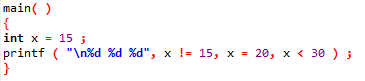 main( )
{
int x = 15 ;
printf ( "\n%d %d %d", x != 15, x = 20, x < 30 ) ;
}